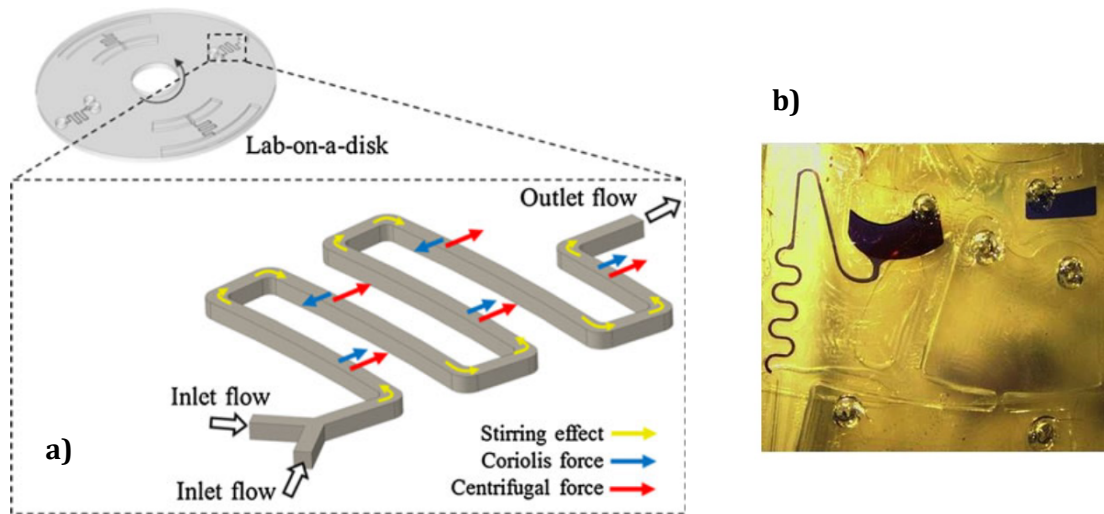 Lab-on-a-disk
Outlet flow
Inlet flow
Inlet flow
Stirring effect
Coriolis force
Centrifugal force
a)
b)